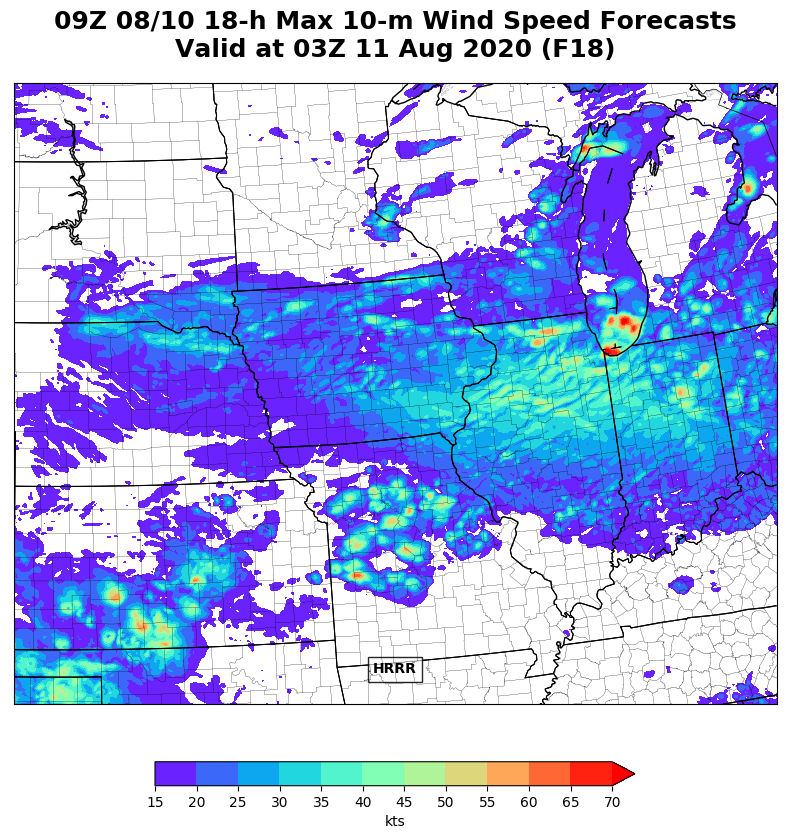 09Z 08/10 18-h Max 10-m Wind Speed Forecasts
Valid at 03Z 11 Aug 2020 (F18)
HRRR
15 20 25 30 35 40 45 50 55 60 65 70
kts